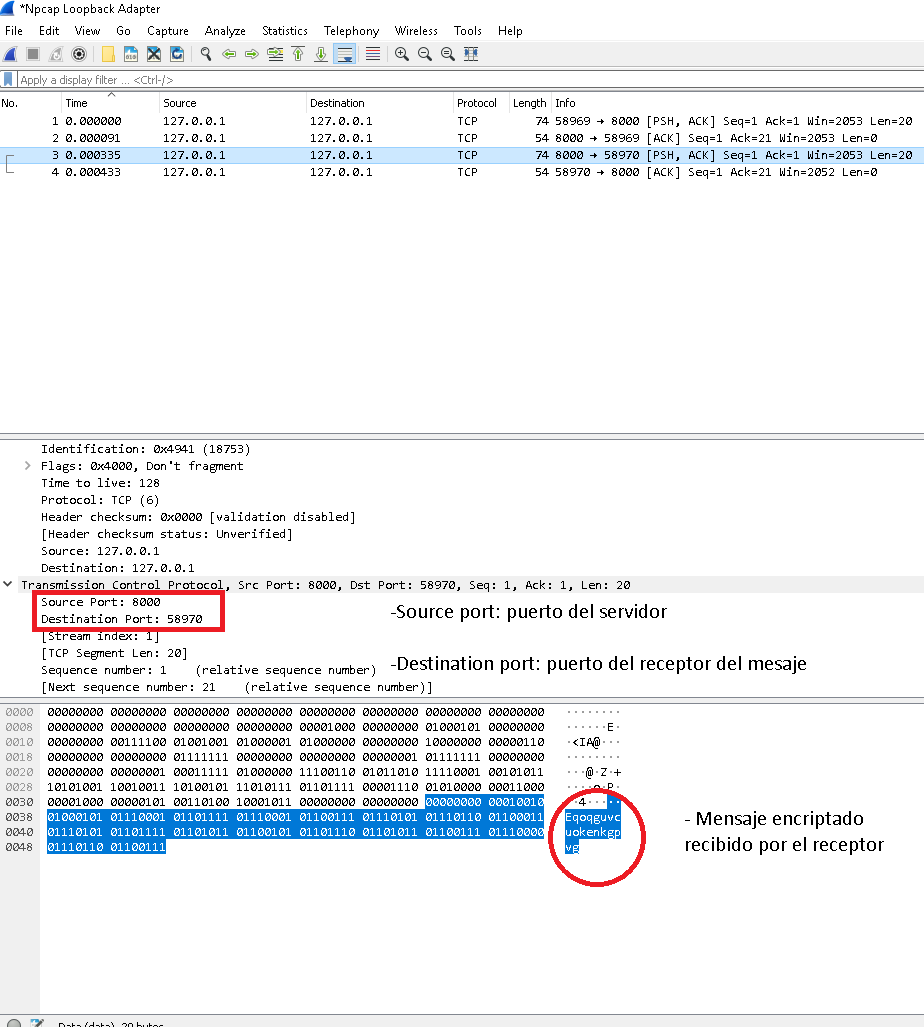 *Npcap Loopback Adapter
File Edit View Go Capture Analyze Statistics Telephony Wireless Tools Help
Apply a display filter ... <Ctrl-/>
No. Time Source Destination Protocol Length Info
1 0.000000 127.0.0.1 127.0.0.1 TCP 74 58969 → 8000 [PSH, ACK] Seq=1 Ack=1 Win=2053 Len=20
2 0.000091 127.0.0.1 127.0.0.1 TCP 54 8000 → 58969 [ACK] Seq=1 Ack=21 Win=2053 Len=0
3 0.000335 127.0.0.1 127.0.0.1 TCP 74 8000 → 58970 [PSH, ACK] Seq=1 Ack=1 Win=2053 Len=20
4 0.000433 127.0.0.1 127.0.0.1 TCP 54 58970 → 8000 [ACK] Seq=1 Ack=21 Win=2052 Len=0
Identification: 0x4941 (18753)
Flags: 0x4000, Don't fragment
Time to live: 128
Protocol: TCP (6)
Header checksum: 0x0000 [validation disabled]
[Header checksum status: Unverified]
Source: 127.0.0.1
Destination: 127.0.0.1
Transmission Control Protocol, Src Port: 8000, Dst Port: 58970, Seq: 1, Ack: 1, Len: 20
Source Port: 8000
-Source port: puerto del servidor
Destination Port: 58970
[Stream index: 1]
[TCP Segment Len: 20]
-Destination port: puerto del receptor del mesaje
Sequence number: 1 (relative sequence number)
[Next sequence number: 21 (relative sequence number)]
0000 00000000 00000000 00000000 00000000 00000000 00000000 00000000 00000000 ········
0008 00000000 00000000 00000000 00000000 00001000 00000000 01000101 00000000 ······E·
0010 00000000 00111100 01001001 01000001 01000000 00000000 10000000 00000110 ·<IA@···
0018 00000000 00000000 01111111 00000000 00000000 00000001 01111111 00000000 ········
0020 00000000 00000001 00011111 01000000 11100110 01011010 11110001 00101011 ···@·Z·+
0028 10101001 10010011 10100101 11010111 01101111 00001110 01010000 00011000 ····o·P·
0030 00001000 00000101 00110100 10001011 00000000 00000000 00000000 00010010 ··4·····
0038 01000101 01110001 01101111 01110001 01100111 01110101 01110110 01100011 Eqoqguvc
- Mensaje encriptado
0040 01110101 01101111 01101011 01100101 01101110 01101011 01100111 01110000 uokenkgp
recibido por el receptor
0048 01110110 01100111 vg
Data (data), 20 bytes